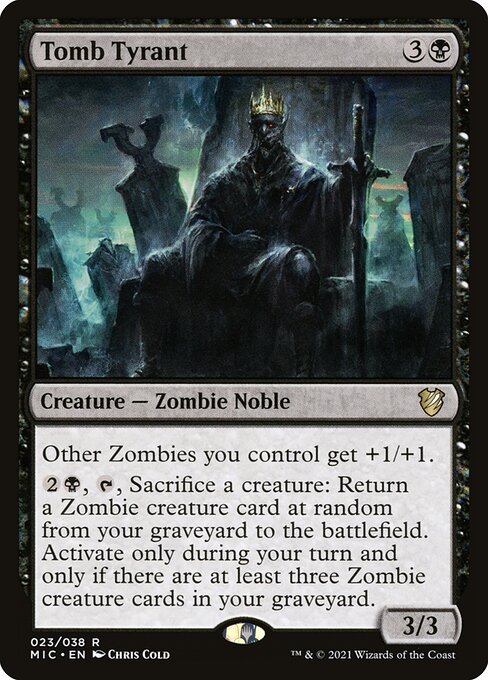 Tomb Tyrant 3
Creature — Zombie Noble
Other Zombies you control get +1/+1.
2, , Sacrifice a creature: Return
a Zombie creature card at random
from your graveyard to the battlefield.
Activate only during your turn and
only if there are at least three Zombie
creature cards in your graveyard.
3/3
023/038 R
MIC • EN Chris Cold
™ & © 2021 Wizards of the Coast